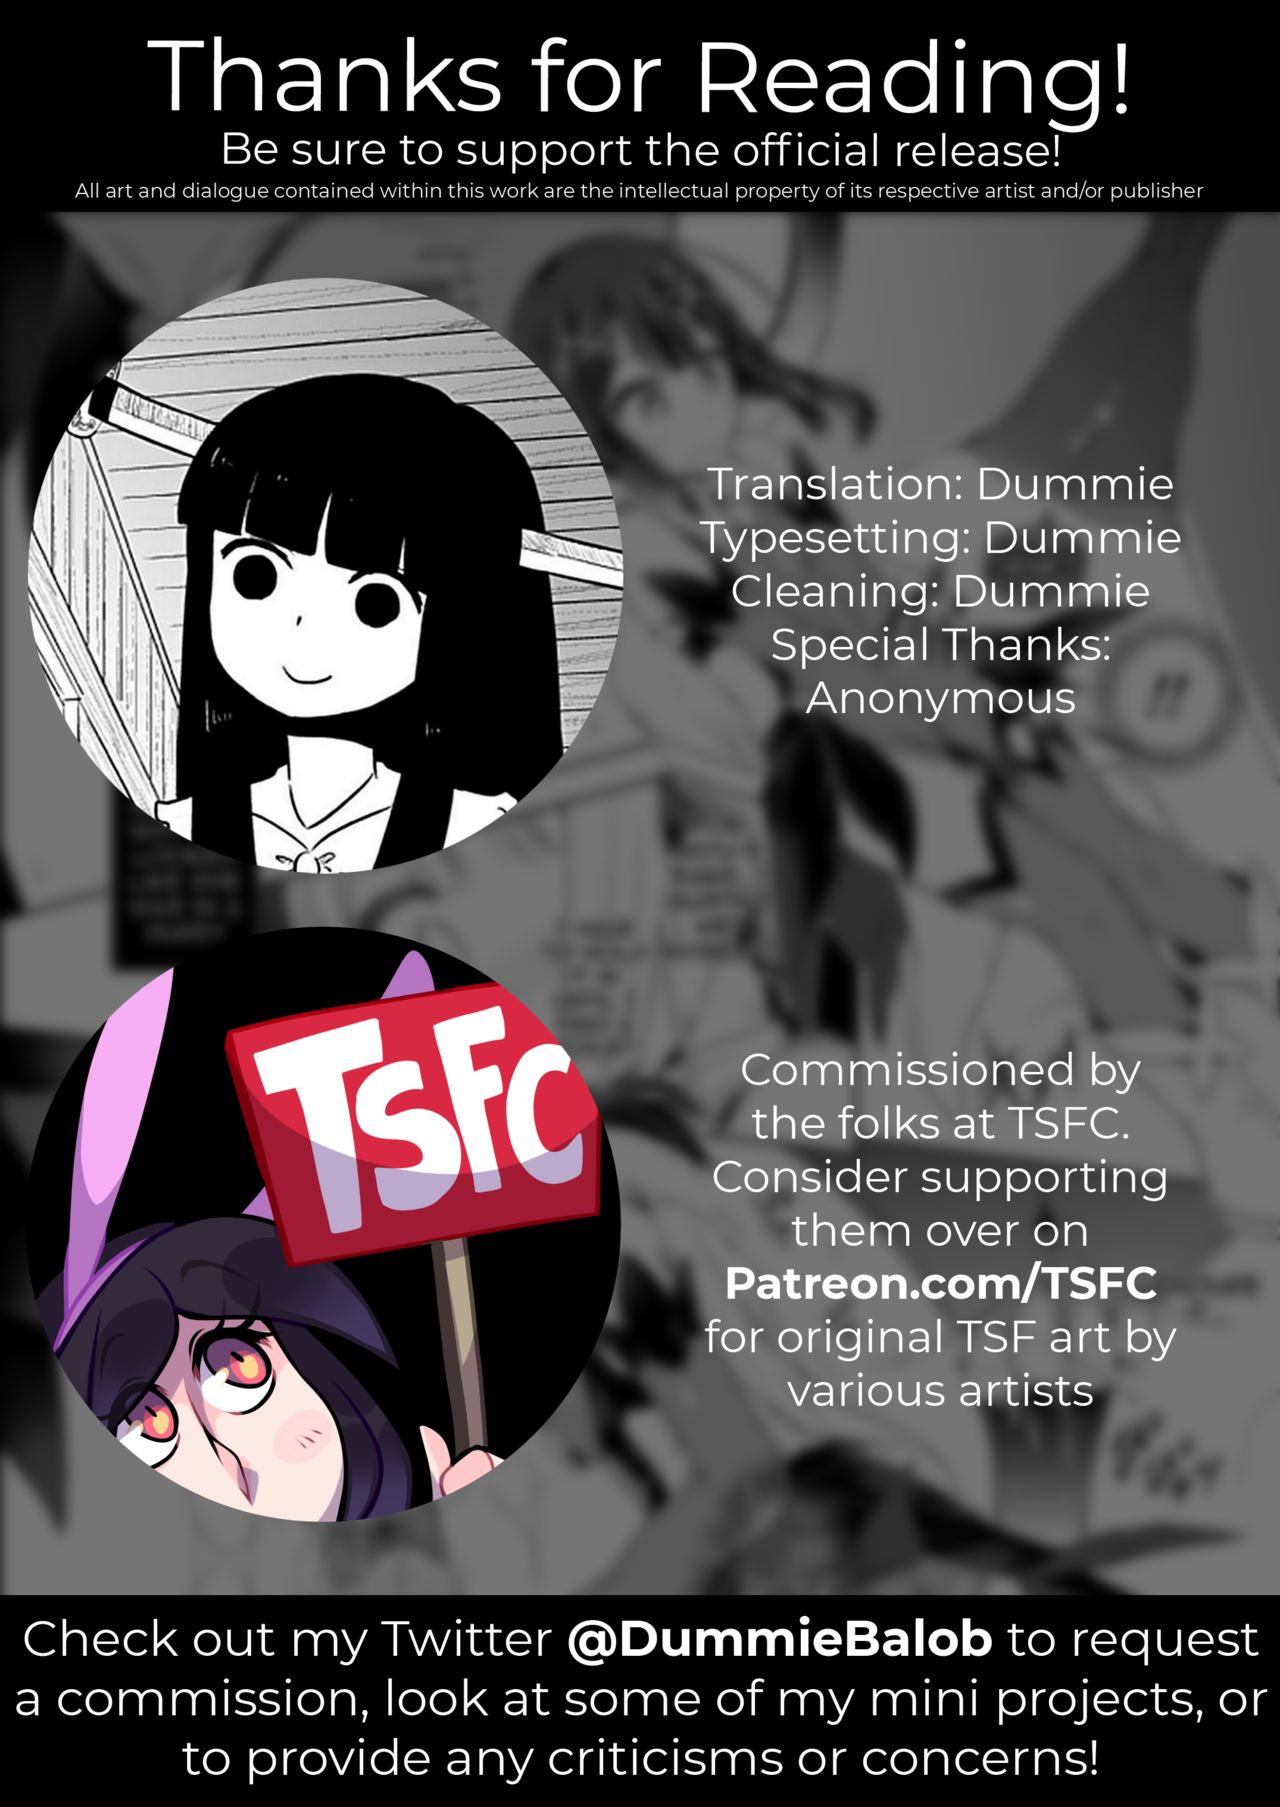 Thanks for Reading!
Be sure to support the official release!
All art and dialogue contained within this work are the intellectual property of its respective artist and/or publisher
Translation: Dummie
Typesetting: Dummie
Cleaning: Dummie
Special Thanks:
Anonymous
!!
TSFC
Commissioned by
the folks at TSFC.
Consider supporting
them over on
Patreon.com/TSFC
for original TSF art by
various artists
Check out my Twitter @DummieBalob to request
a commission, look at some of my mini projects, or
to provide any criticisms or concerns!